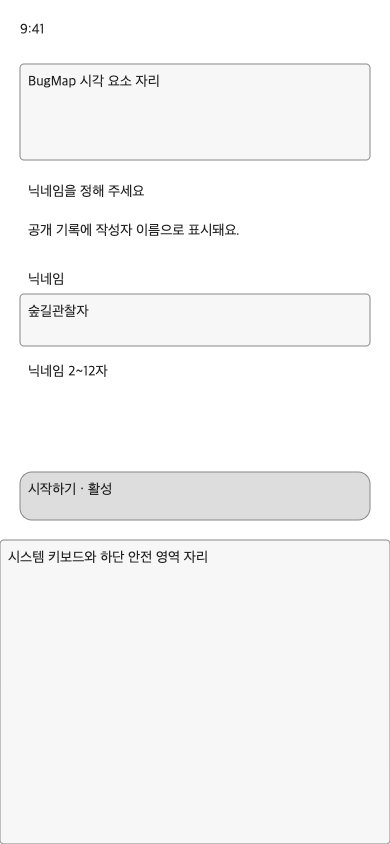 9:41
BugMap 시각 요소 자리
닉네임을 정해 주세요
공개 기록에 작성자 이름으로 표시돼요.
닉네임
숲길관찰자
닉네임 2~12자
시작하기 · 활성
시스템 키보드와 하단 안전 영역 자리